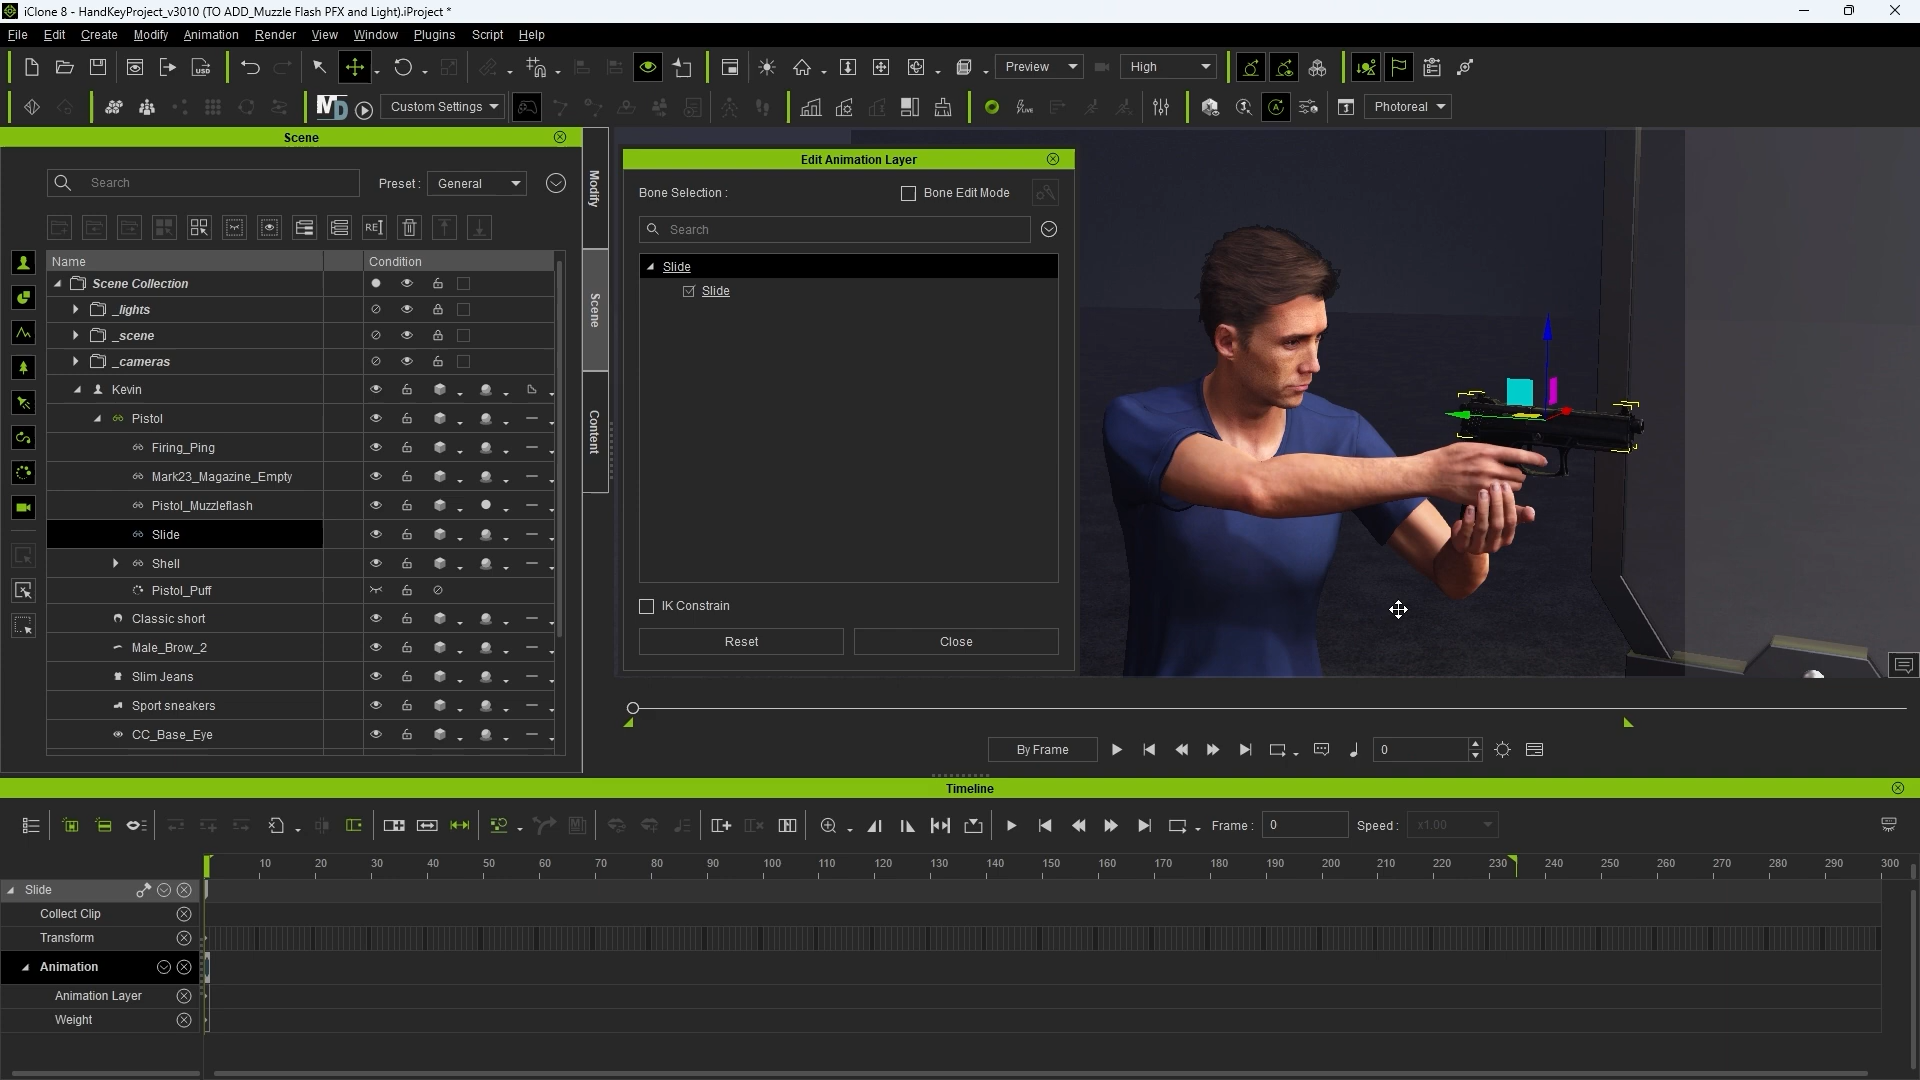 iClone 8 - HandKeyProject_v3010 (TO ADD_Muzzle Flash PFX and Light).iProject *
File Edit Create Modify Animation Render View Window Plugins Script Help
Preview High
MD Custom Settings Photoreal
Scene
Search Preset : General
Name Condition
Scene Collection
_lights
_scene
_cameras
Kevin
Pistol
Firing_Ping
Mark23_Magazine_Empty
Pistol_Muzzleflash
Slide
Shell
Pistol_Puff
Classic short
Male_Brow_2
Slim Jeans
Sport sneakers
CC_Base_Eye
Modify
Scene
Content
Edit Animation Layer
Bone Selection : Bone Edit Mode
Search
Slide
Slide
IK Constrain
Reset Close
By Frame 0
Timeline
Frame : 0 Speed : x1.00
10 20 30 40 50 60 70 80 90 100 110 120 130 140 150 160 170 180 190 200 210 220 230 240 250 260 270 280 290 300
Slide
Collect Clip
Transform
Animation
Animation Layer
Weight